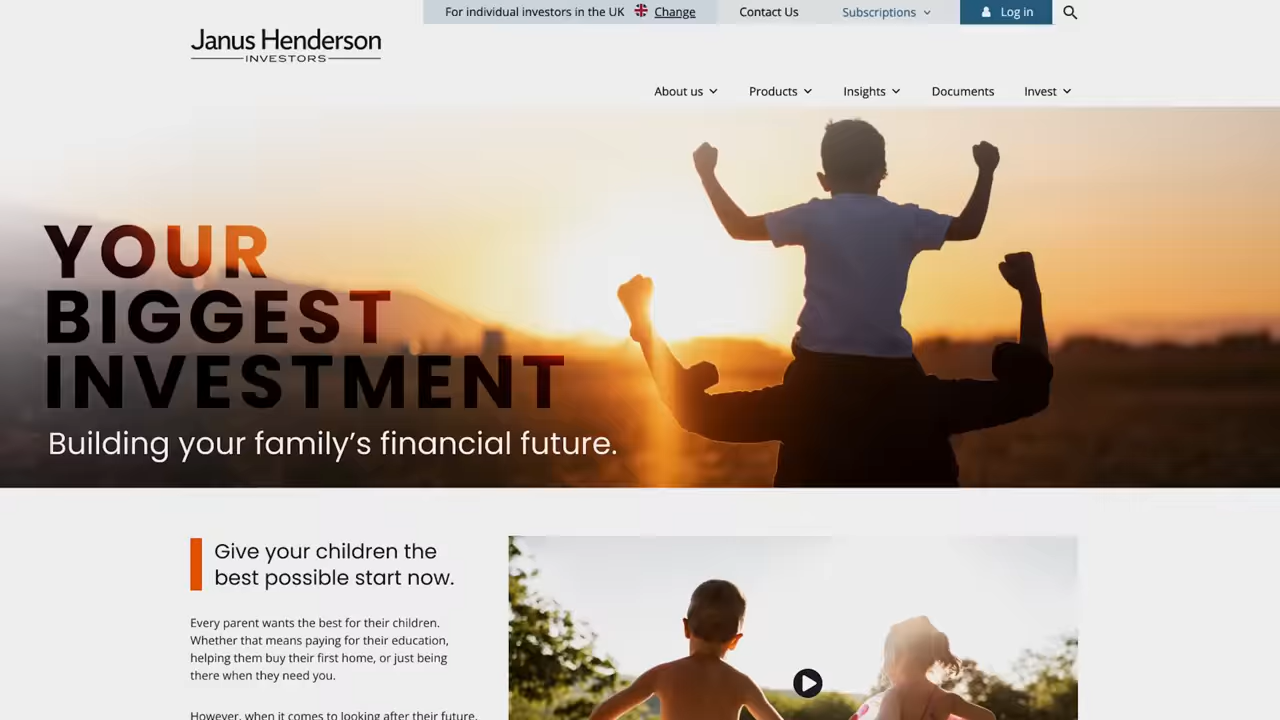 For individual investors in the UK Change Contact Us Subscriptions Log in
Janus Henderson
INVESTORS
About us Products Insights Documents Invest
YOUR
BIGGEST
INVESTMENT
Building your family’s financial future.
Give your children the
best possible start now.
Every parent wants the best for their children.
Whether that means paying for their education,
helping them buy their first home, or just being
there when they need you.
However, when it comes to looking after their future,